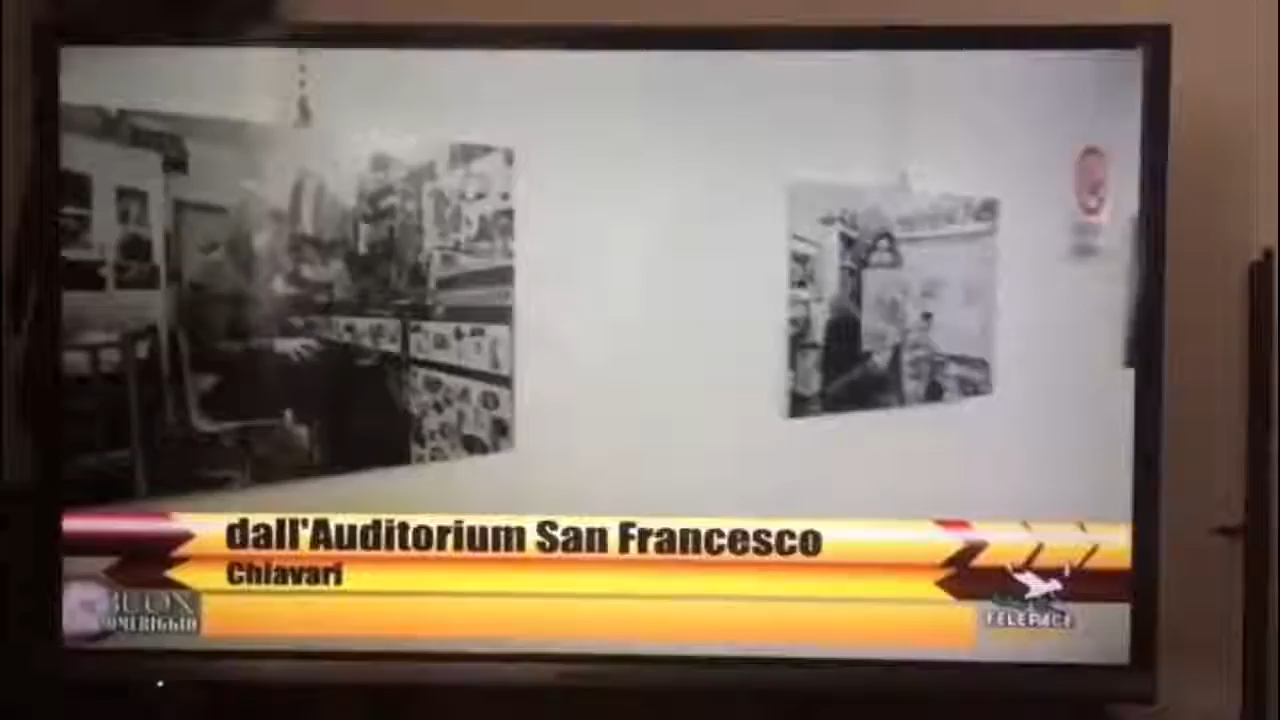 dall'Auditorium San Francesco
Chiavari
BUON
POMERIGGIO
TELEPACE